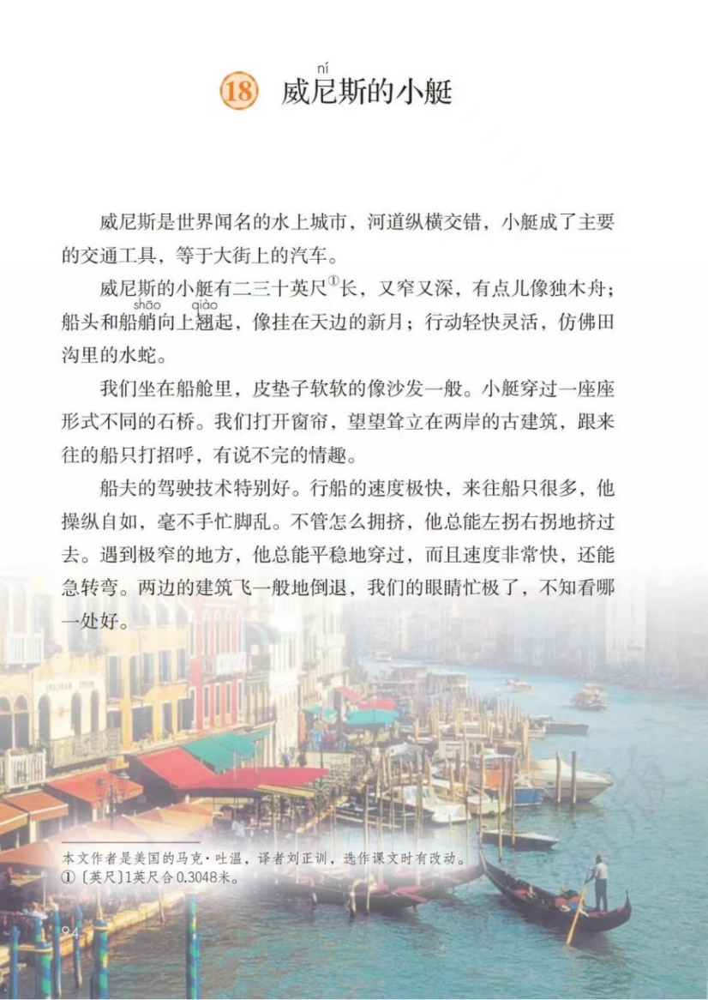 ní
18 威尼斯的小艇
威尼斯是世界闻名的水上城市，河道纵横交错，小艇成了主要
的交通工具，等于大街上的汽车。
威尼斯的小艇有二三十英尺①长，又窄又深，有点儿像独木舟；
shāo qiào
船头和船艄向上翘起，像挂在天边的新月；行动轻快灵活，仿佛田
沟里的水蛇。
我们坐在船舱里，皮垫子软软的像沙发一般。小艇穿过一座座
形式不同的石桥。我们打开窗帘，望望耸立在两岸的古建筑，跟来
往的船只打招呼，有说不完的情趣。
船夫的驾驶技术特别好。行船的速度极快，来往船只很多，他
操纵自如，毫不手忙脚乱。不管怎么拥挤，他总能左拐右拐地挤过
去。遇到极窄的地方，他总能平稳地穿过，而且速度非常快，还能
急转弯。两边的建筑飞一般地倒退，我们的眼睛忙极了，不知看哪
一处好。
本文作者是美国的马克·吐温，译者刘正训，选作课文时有改动。
①〔英尺〕1英尺合0.3048米。
94